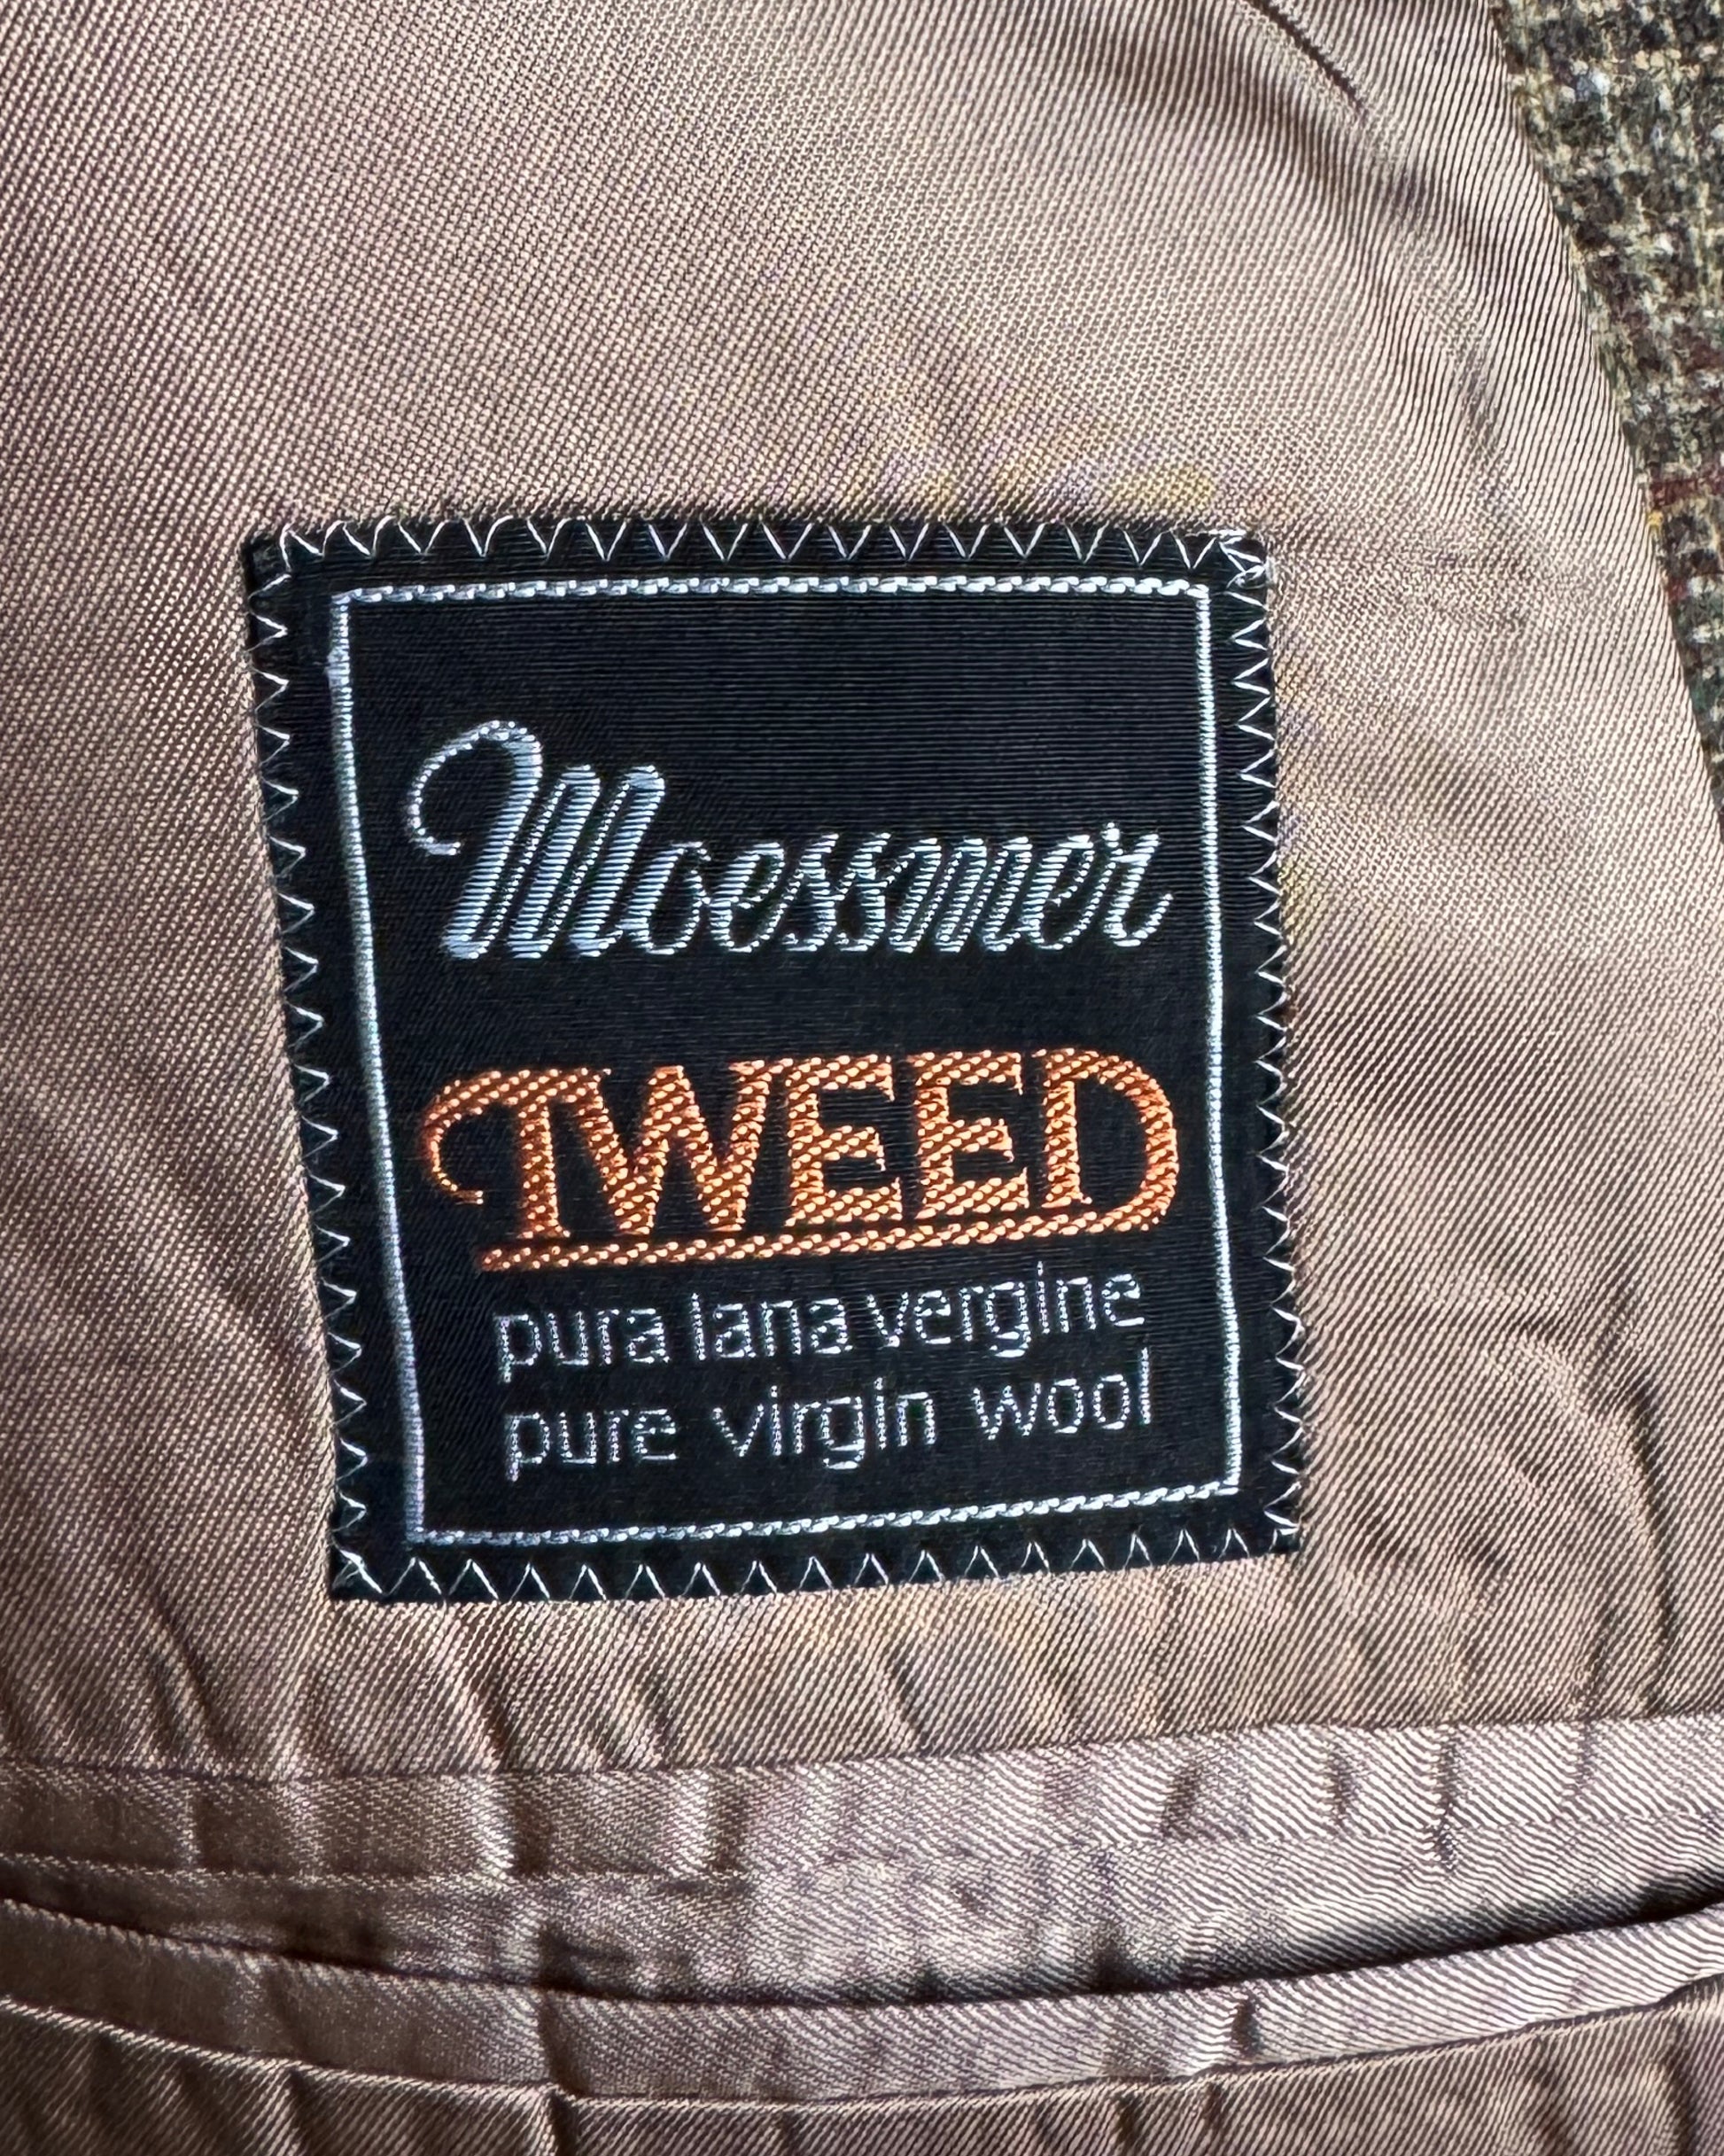 Moessmer
TWEED
pura lana vergine
pure virgin wool